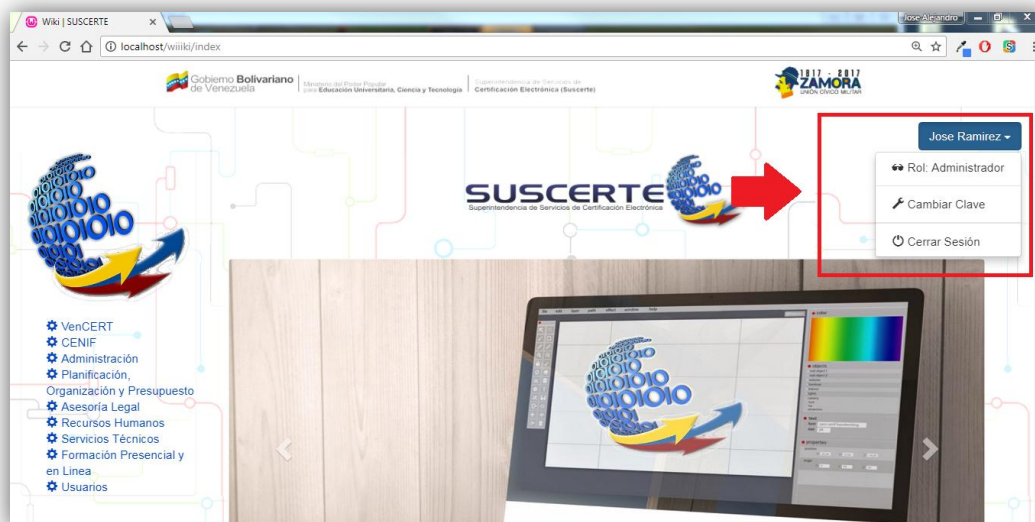 Wiki | SUSCERTE
Jose Alejandro
localhost/wiiiki/index
Gobierno Bolivariano
de Venezuela
Ministerio del Poder Popular
para Educación Universitaria, Ciencia y Tecnología
Superintendencia de Servicios de
Certificación Electrónica (Suscerte)
1817 - 2017
ZAMORA
UNIÓN CÍVICO MILITAR
Jose Ramirez
Rol: Administrador
Cambiar Clave
Cerrar Sesión
SUSCERTE
Superintendencia de Servicios de Certificación Electrónica
VenCERT
CENIF
Administración
Planificación,
Organización y Presupuesto
Asesoría Legal
Recursos Humanos
Servicios Técnicos
Formación Presencial y
en Linea
Usuarios